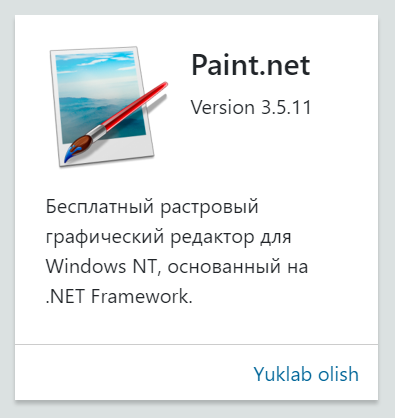 Paint.net
Version 3.5.11
Бесплатный растровый
графический редактор для
Windows NT, основанный на
.NET Framework.
Yuklab olish